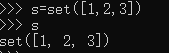 >>> s=set([1,2,3])
>>> s
set([1, 2, 3])